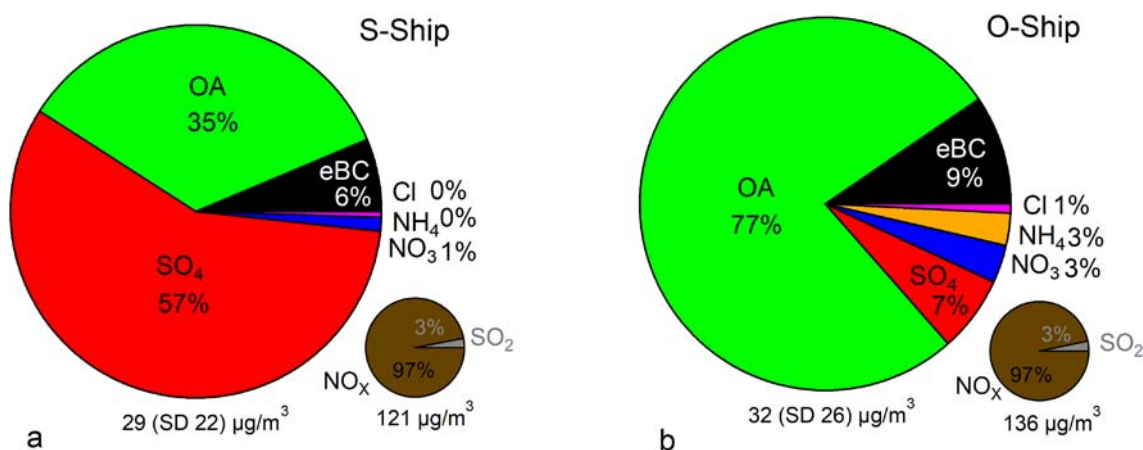 S-Ship
OA
35%
eBC
6%
Cl 0%
NH₄ 0%
NO₃ 1%
SO₄
57%
3%
SO₂
NOₓ
97%
29 (SD 22) µg/m³
121 µg/m³
a
O-Ship
OA
77%
eBC
9%
Cl 1%
NH₄ 3%
NO₃ 3%
SO₄
7%
3%
SO₂
NOₓ
97%
32 (SD 26) µg/m³
136 µg/m³
b